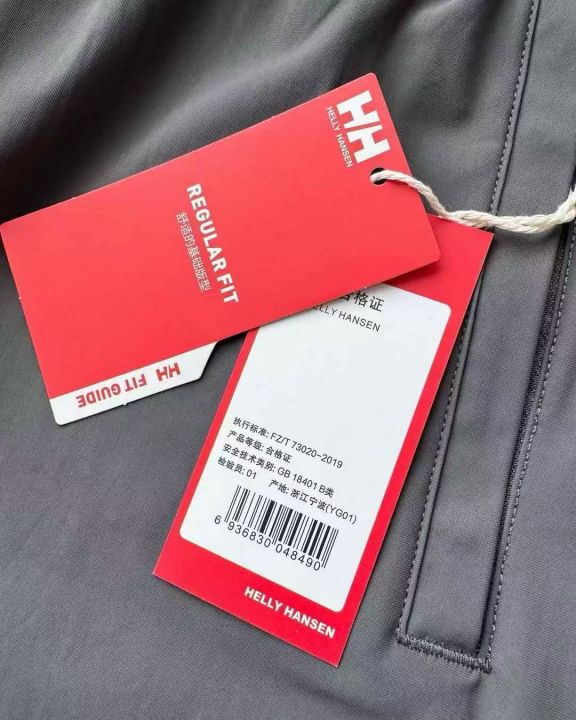 HH
HELLY HANSEN
REGULAR FIT
舒适的基础版型
HH FIT GUIDE
合格证
HELLY HANSEN
执行标准: FZ/T 73020-2019
产品等级: 合格证
安全技术类别: GB 18401 B类
检验员: 01 产地: 浙江宁波(YG01)
6 936830 048490
HELLY HANSEN